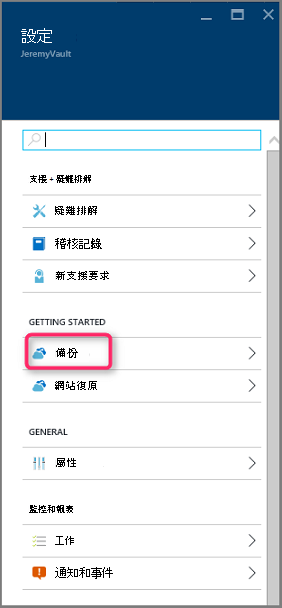 設定
JeremyVault
支援 + 疑難排解
疑難排解
稽核記錄
新支援要求
GETTING STARTED
備份
網站復原
GENERAL
屬性
監控和報表
工作
通知和事件